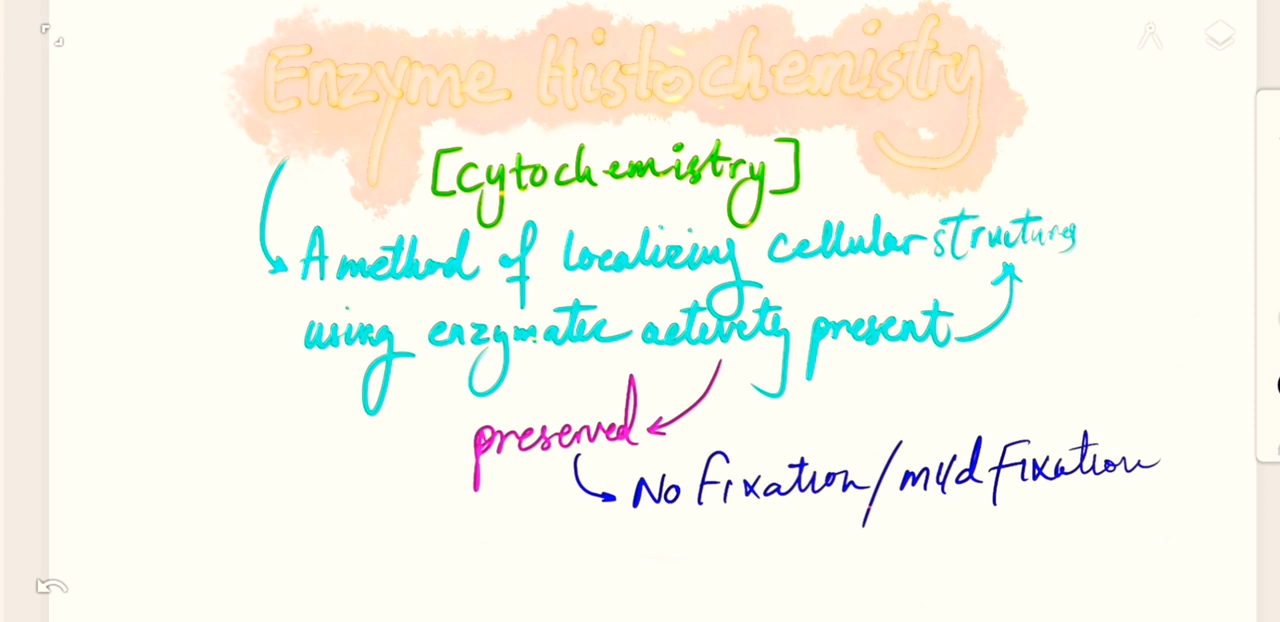 Enzyme Histochemistry
[cytochemistry]
A method of localizing cellular structures
using enzymatic activity present
preserved
No Fixation/mild Fixation